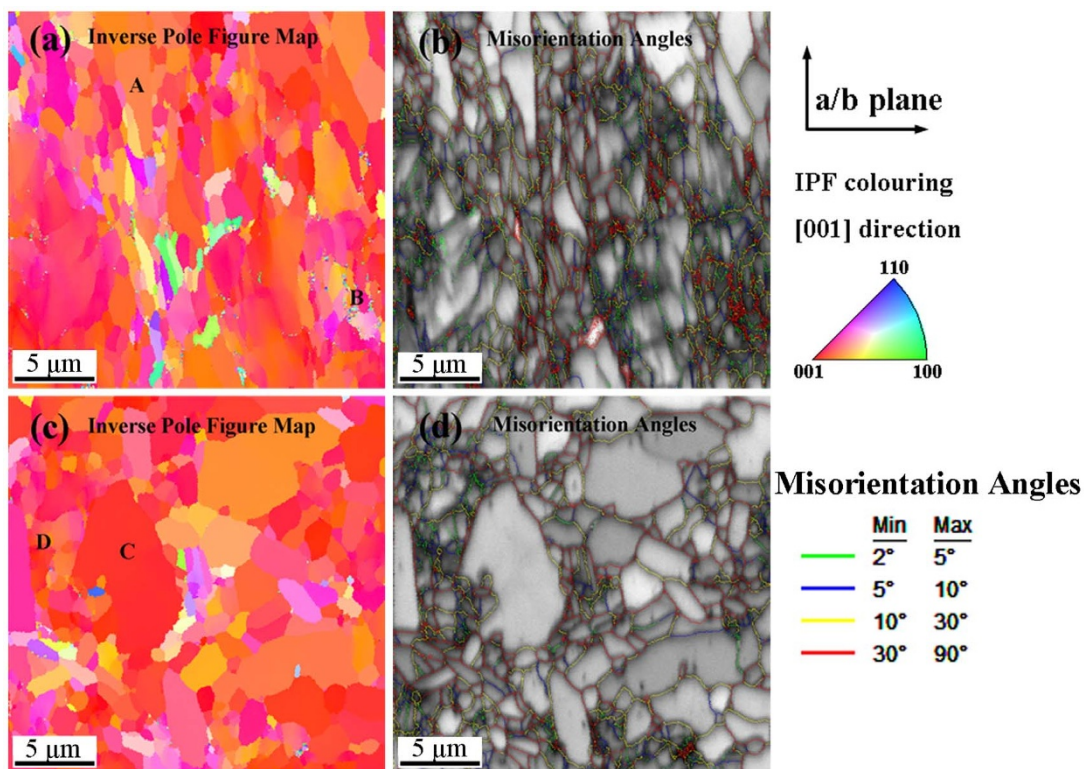 (a) Inverse Pole Figure Map
A
B
5 μm
(b) Misorientation Angles
5 μm
a/b plane
IPF colouring
[001] direction
110
001
100
(c) Inverse Pole Figure Map
D
C
5 μm
(d) Misorientation Angles
5 μm
Misorientation Angles
Min Max
2° 5°
5° 10°
10° 30°
30° 90°